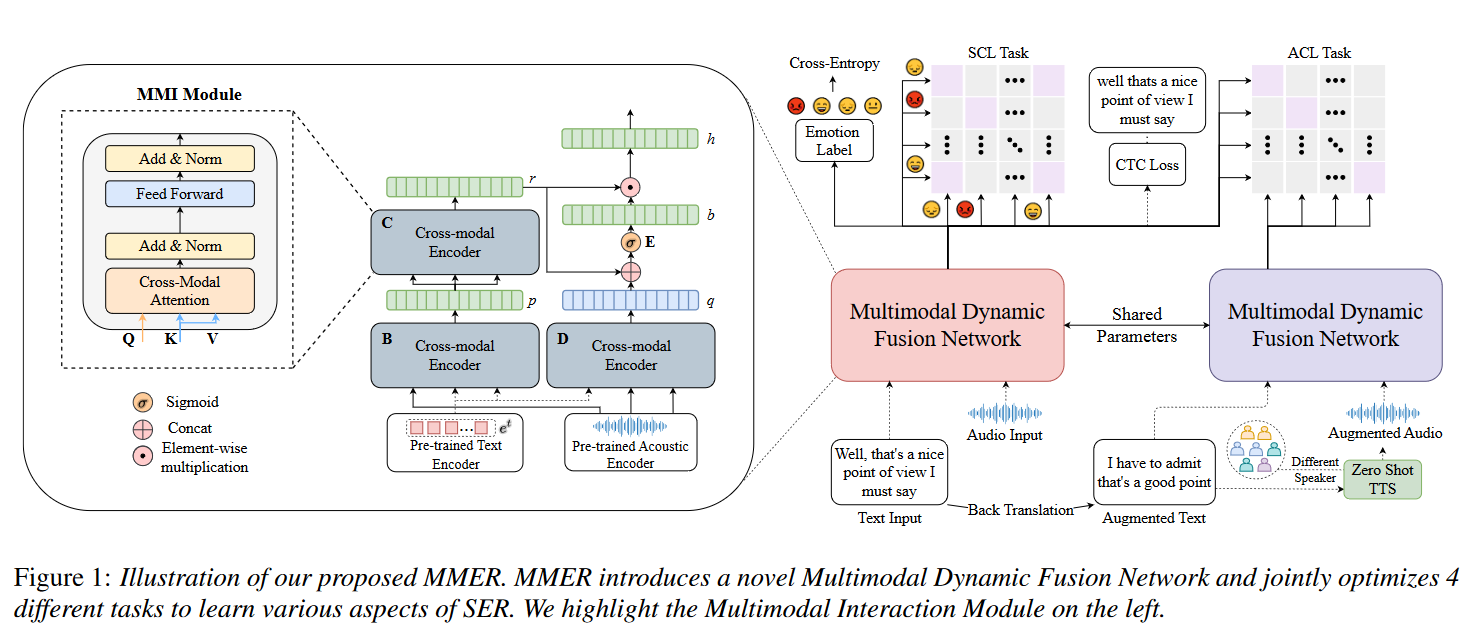 MMI Module
Add & Norm
Feed Forward
Add & Norm
Cross-Modal
Attention
Q
K
V
σ
Sigmoid
Concat
Element-wise
multiplication
h
r
b
C
Cross-modal
Encoder
σ
E
p
q
B
Cross-modal
Encoder
D
Cross-modal
Encoder
e^t
Pre-trained Text
Encoder
Pre-trained Acoustic
Encoder
Cross-Entropy
Emotion
Label
SCL Task
well thats a nice
point of view I
must say
CTC Loss
ACL Task
Multimodal Dynamic
Fusion Network
Shared
Parameters
Multimodal Dynamic
Fusion Network
Audio Input
Well, that's a nice
point of view I
must say
Text Input
Back Translation
I have to admit
that's a good point
Augmented Text
Different
Speaker
Augmented Audio
Zero Shot
TTS
Figure 1: Illustration of our proposed MMER. MMER introduces a novel Multimodal Dynamic Fusion Network and jointly optimizes 4
different tasks to learn various aspects of SER. We highlight the Multimodal Interaction Module on the left.